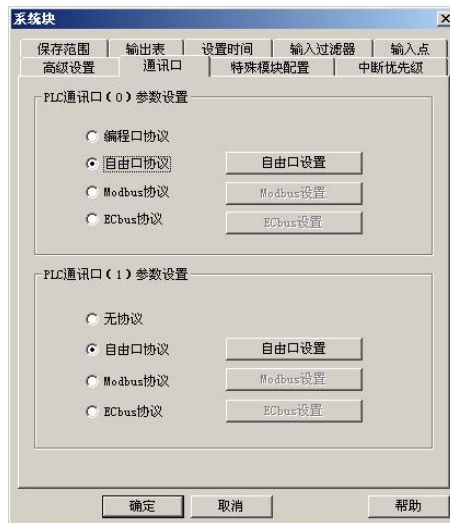 系统块
保存范围 输出表 设置时间 输入过滤器 输入点
高级设置 通讯口 特殊模块配置 中断优先级
PLC通讯口(0)参数设置
编程口协议
自由口协议 自由口设置
Modbus协议 Modbus设置
ECbus协议 ECbus设置
PLC通讯口(1)参数设置
无协议
自由口协议 自由口设置
Modbus协议 Modbus设置
ECbus协议 ECbus设置
确定 取消 帮助